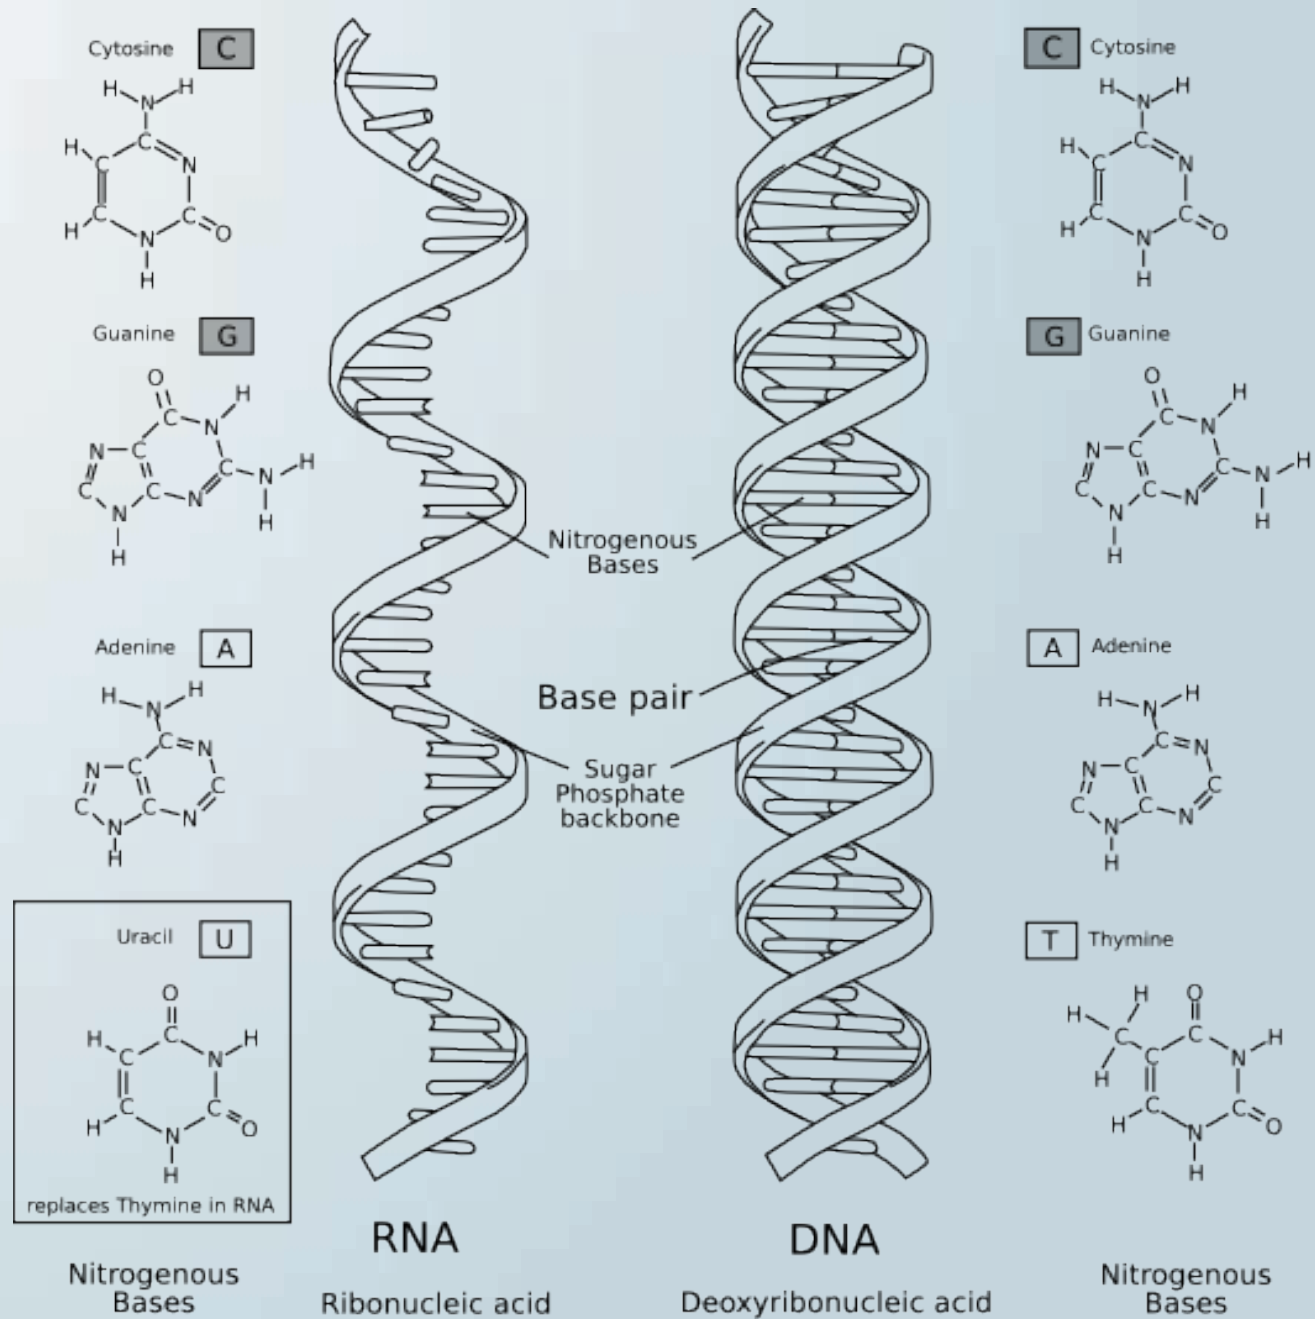 Cytosine C
H H
N
H C N
C
C C O
H N
H
Guanine G
O
H
C N
N C
C H
C C N N
N H
H
Adenine A
H H
N
C N
N C
C
C C N
N
H
Uracil U
O
C
H H
C N
C C
H N O
H
replaces Thymine in RNA
Nitrogenous
Bases
Nitrogenous
Bases
Base pair
Sugar
Phosphate
backbone
RNA
Ribonucleic acid
DNA
Deoxyribonucleic acid
C Cytosine
H H
N
H C N
C
C C O
H N
H
G Guanine
O
H
C N
N C
C H
C C N N
N H
H
A Adenine
H H
N
C N
N C
C
C C N
N
H
T Thymine
H O
H C C H
C N
H
C C
H N O
H
Nitrogenous
Bases